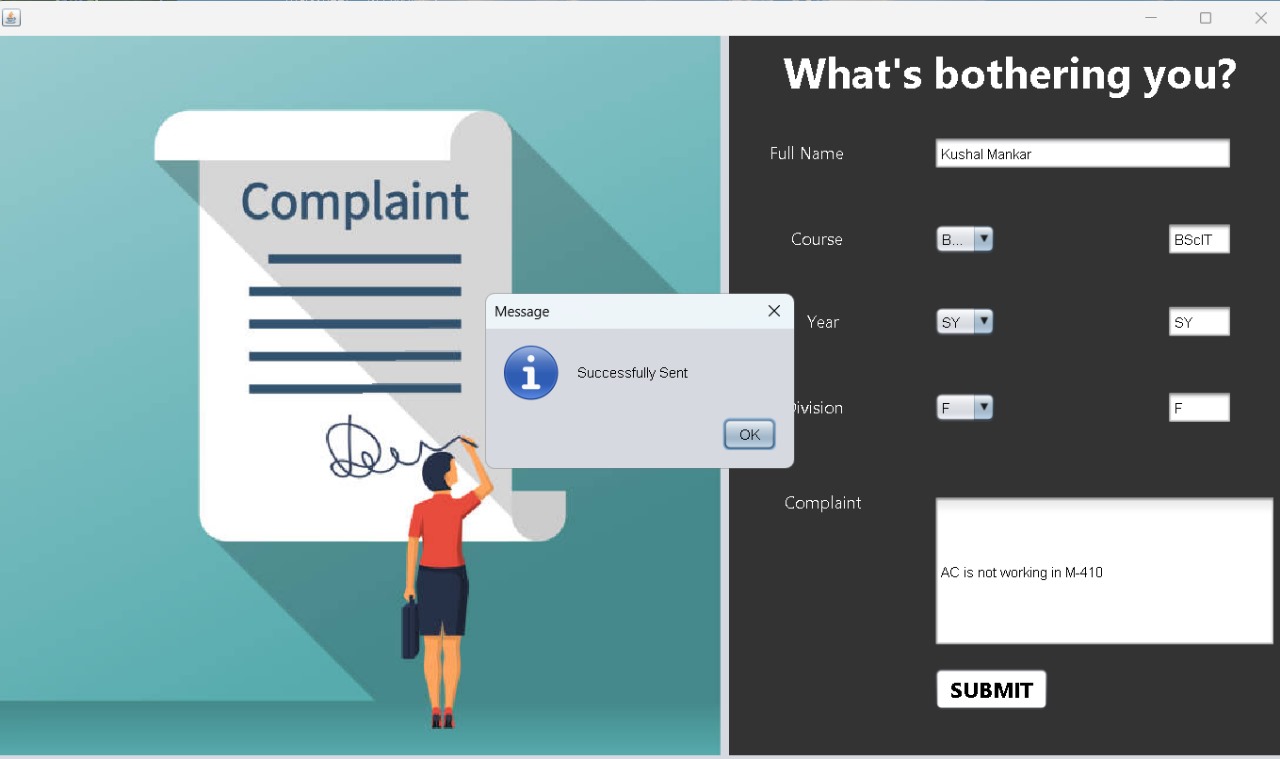 Complaint
Message
Successfully Sent
OK
What's bothering you?
Full Name
Kushal Mankar
Course
B...
BScIT
Year
SY
SY
ivision
F
F
Complaint
AC is not working in M-410
SUBMIT